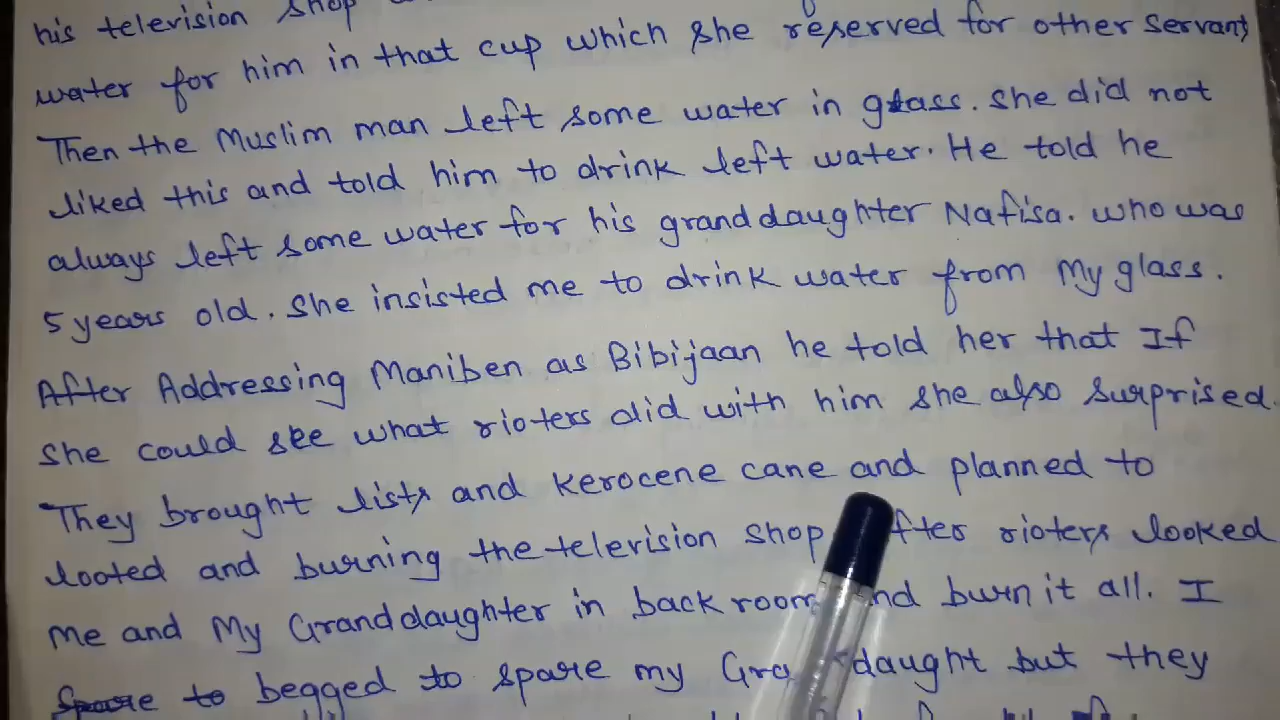 his television shop
water for him in that cup which she reserved for other servants
Then the Muslim man left some water in glass. she did not
liked this and told him to drink left water. He told he
always left some water for his granddaughter Nafisa. who was
5 years old. she insisted me to drink water from My glass.
After Addressing Maniben as Bibijaan he told her that If
she could see what rioters did with him she also surprised.
They brought lists and kerocene cane and planned to
looted and burning the television shop fter rioters looked
me and My Granddaughter in back room nd burn it all. I
begged to spare my Gra daught but they